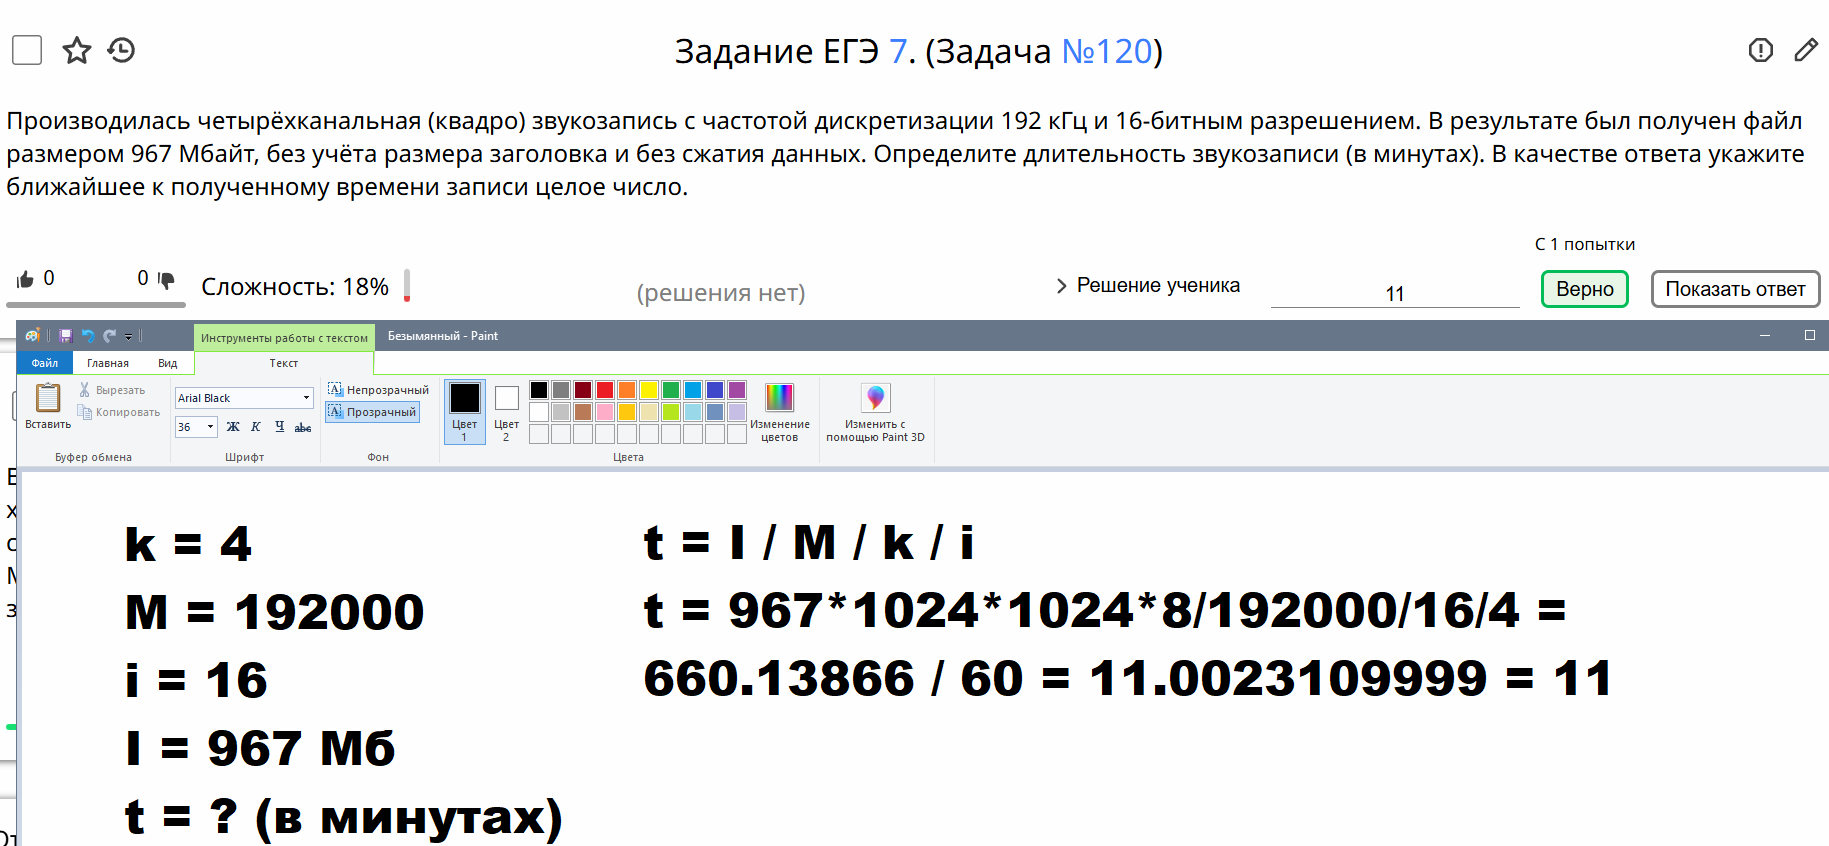 Задание ЕГЭ 7. (Задача №120)
Производилась четырёхканальная (квадро) звукозапись с частотой дискретизации 192 кГц и 16-битным разрешением. В результате был получен файл
размером 967 Мбайт, без учёта размера заголовка и без сжатия данных. Определите длительность звукозаписи (в минутах). В качестве ответа укажите
ближайшее к полученному времени записи целое число.
С 1 попытки
0 0 Сложность: 18% (решения нет) Решение ученика 11 Верно Показать ответ
Инструменты работы с текстом Безымянный - Paint
Файл Главная Вид Текст
Вставить Вырезать Копировать
Буфер обмена
Arial Black
36 Ж К Ч abc
Шрифт
Непрозрачный
Прозрачный
Фон
Цвет 1
Цвет 2
Изменение цветов
Цвета
Изменить с помощью Paint 3D
k = 4
M = 192000
i = 16
I = 967 Мб
t = ? (в минутах)
t = I / M / k / i
t = 967*1024*1024*8/192000/16/4 =
660.13866 / 60 = 11.0023109999 = 11